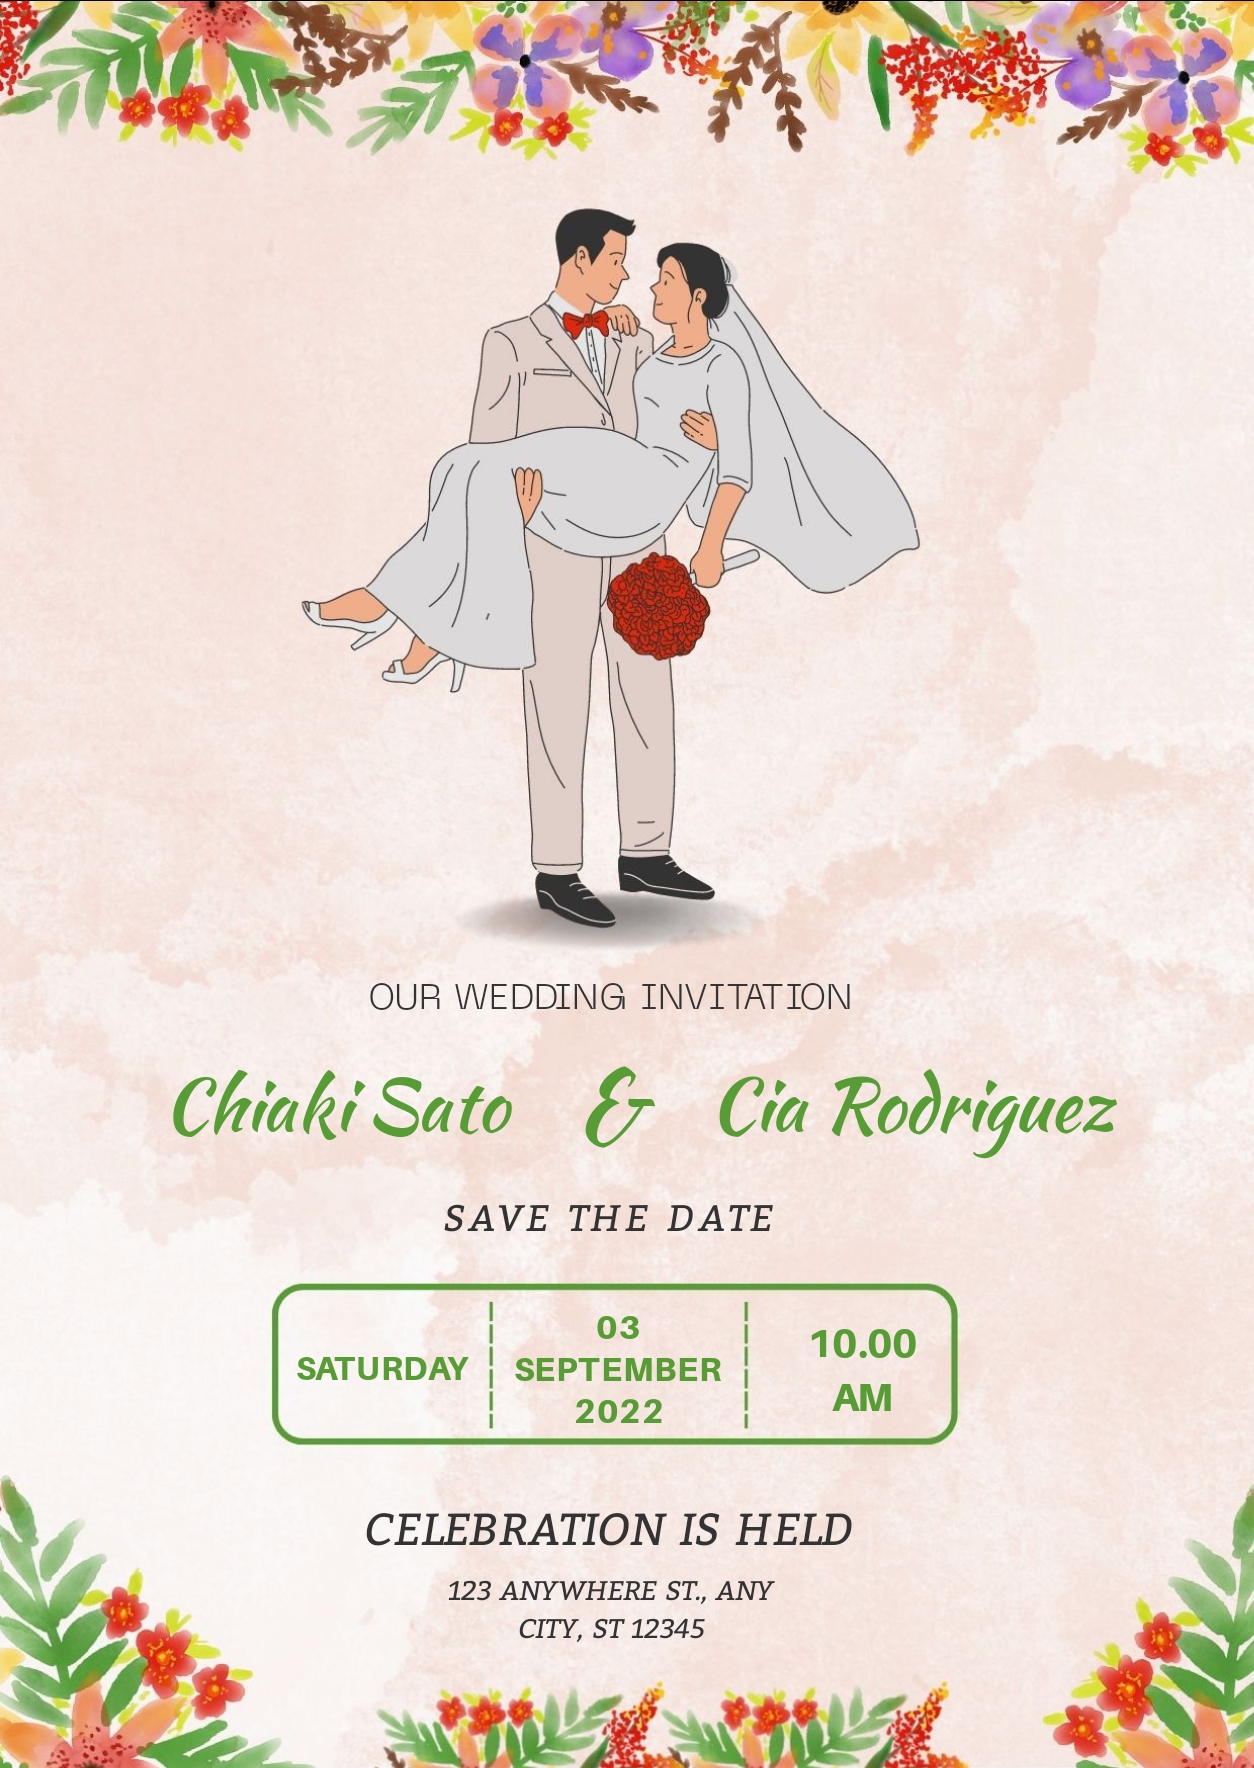 OUR WEDDING INVITATION
Chiaki Sato & Cia Rodriguez
SAVE THE DATE
SATURDAY
03
SEPTEMBER
2022
10.00
AM
CELEBRATION IS HELD
123 ANYWHERE ST., ANY
CITY, ST 12345